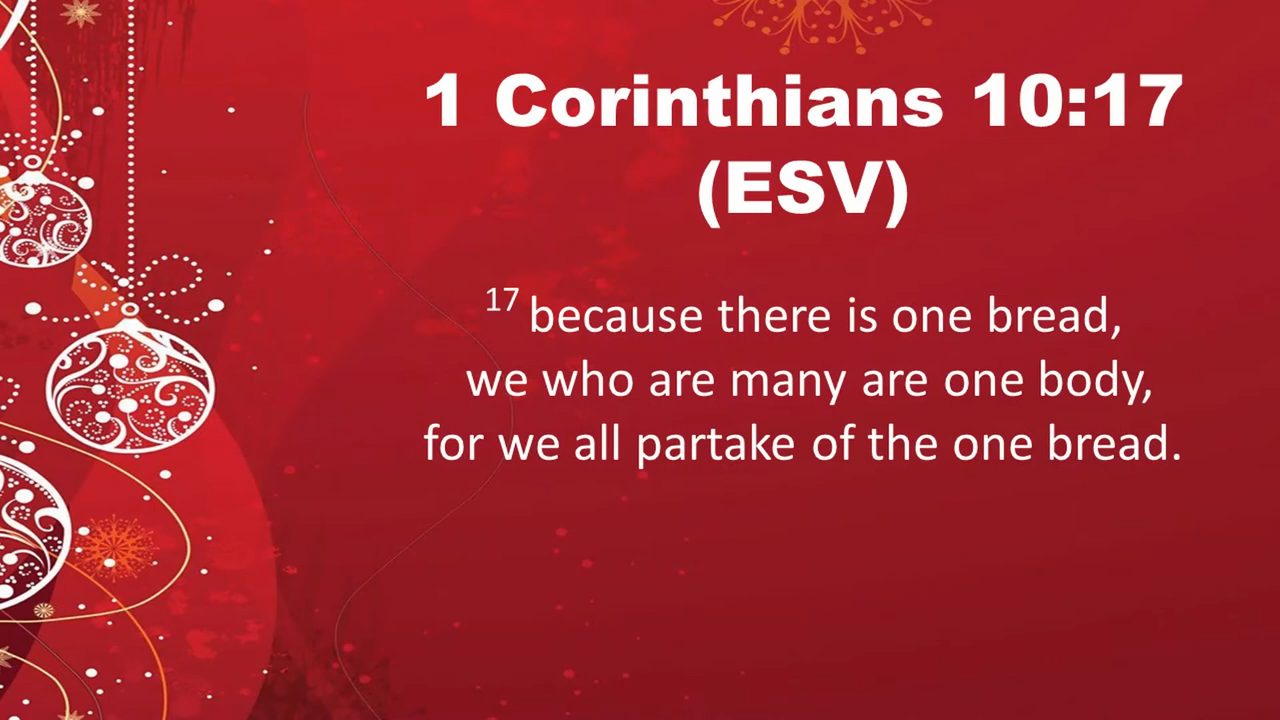 1 Corinthians 10:17
(ESV)
17 because there is one bread,
we who are many are one body,
for we all partake of the one bread.